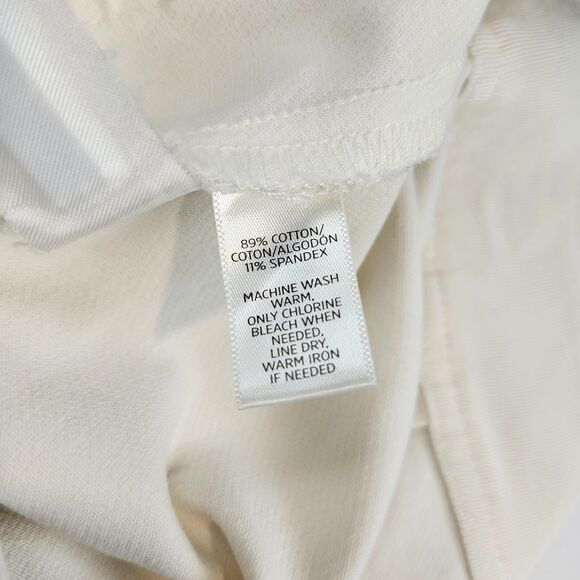 89% COTTON/
COTON/ALGODÓN
11% SPANDEX
MACHINE WASH
WARM,
ONLY CHLORINE
BLEACH WHEN
NEEDED,
LINE DRY,
WARM IRON
IF NEEDED